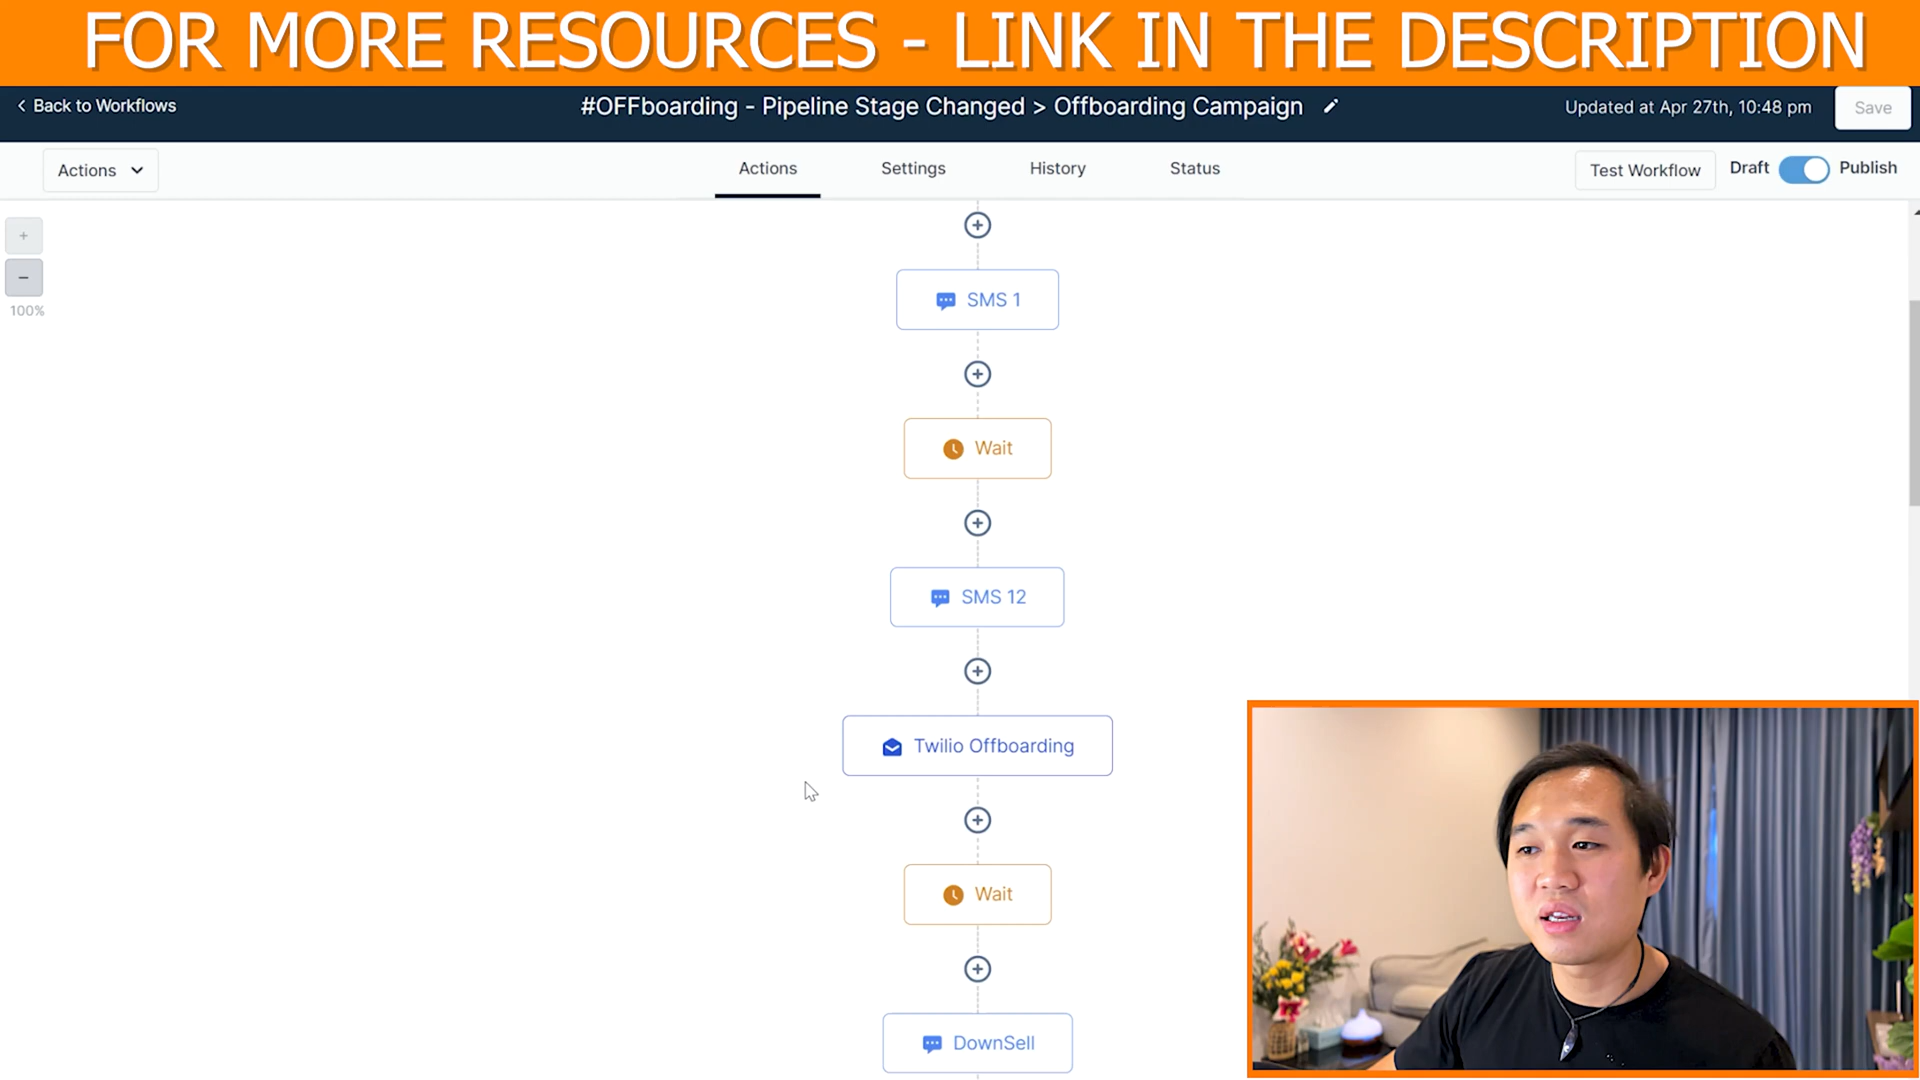 FOR MORE RESOURCES - LINK IN THE DESCRIPTION
Back to Workflows
#OFFboarding - Pipeline Stage Changed > Offboarding Campaign
Updated at Apr 27th, 10:48 pm
Save
Actions
Actions
Settings
History
Status
Test Workflow
Draft
Publish
+
−
100%
SMS 1
Wait
SMS 12
Twilio Offboarding
Wait
DownSell